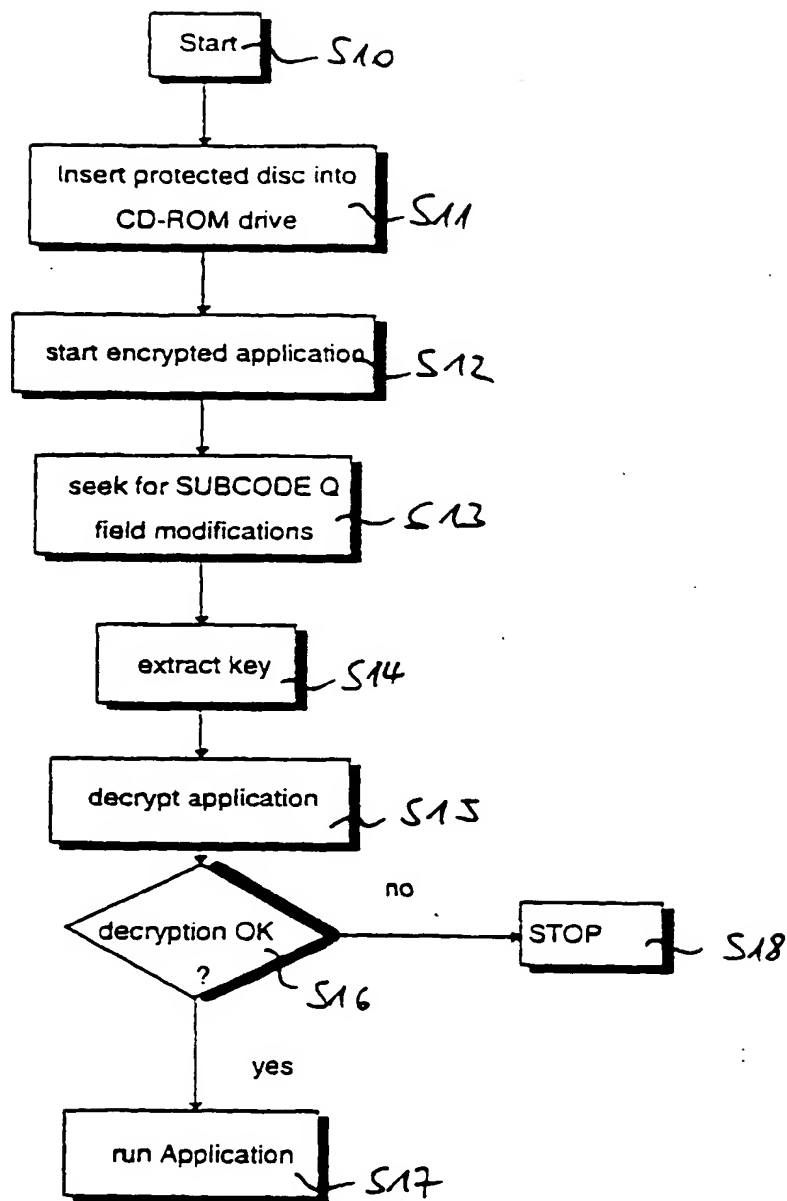 Start S10
Insert protected disc into
CD-ROM drive S11
start encrypted application S12
seek for SUBCODE Q
field modifications S13
extract key S14
decrypt application S15
no
decryption OK STOP S18
? S16
yes
run Application S17